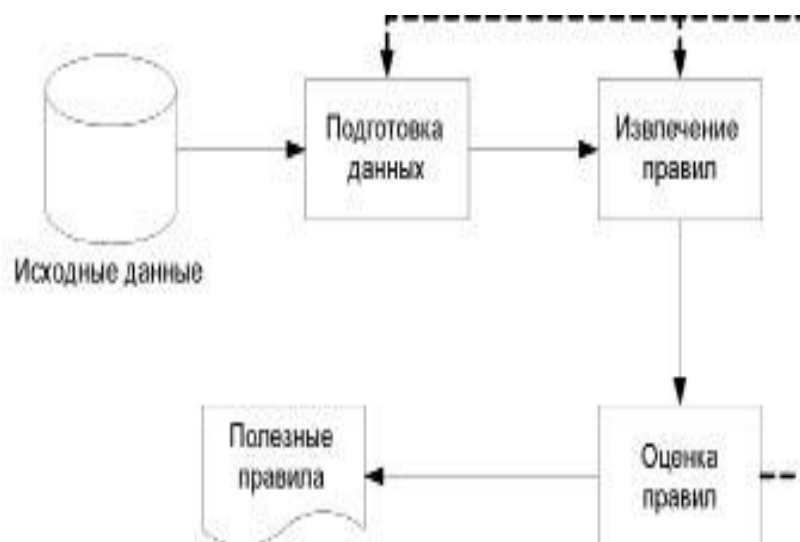 Подготовка
данных
Извлечение
правил
Исходные данные
Полезные
правила
Оценка
правил